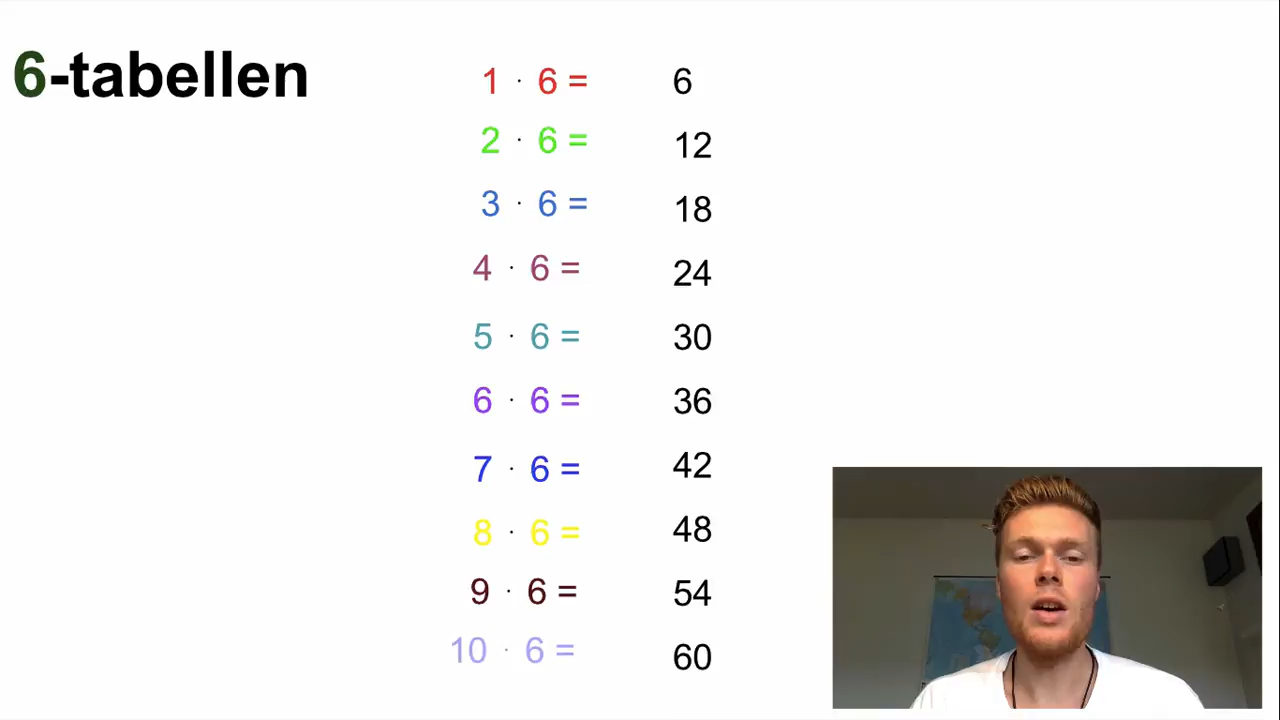 6-tabellen
1 · 6 = 6
2 · 6 = 12
3 · 6 = 18
4 · 6 = 24
5 · 6 = 30
6 · 6 = 36
7 · 6 = 42
8 · 6 = 48
9 · 6 = 54
10 · 6 = 60